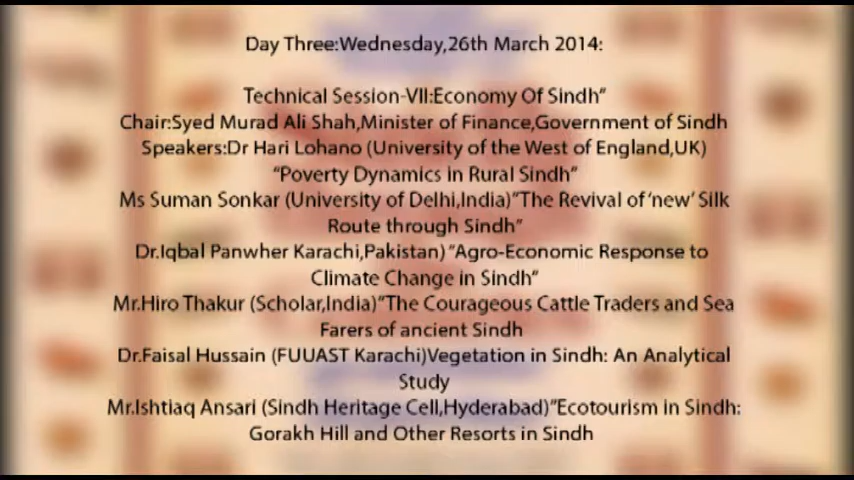 Day Three:Wednesday,26th March 2014:
Technical Session-VII:Economy Of Sindh”
Chair:Syed Murad Ali Shah,Minister of Finance,Government of Sindh
Speakers:Dr Hari Lohano (University of the West of England,UK)
“Poverty Dynamics in Rural Sindh”
Ms Suman Sonkar (University of Delhi,India)”The Revival of ‘new’ Silk
Route through Sindh”
Dr.Iqbal Panwher Karachi,Pakistan) “Agro-Economic Response to
Climate Change in Sindh”
Mr.Hiro Thakur (Scholar,India)”The Courageous Cattle Traders and Sea
Farers of ancient Sindh
Dr.Faisal Hussain (FUUAST Karachi)Vegetation in Sindh: An Analytical
Study
Mr.Ishtiaq Ansari (Sindh Heritage Cell,Hyderabad)”Ecotourism in Sindh:
Gorakh Hill and Other Resorts in Sindh